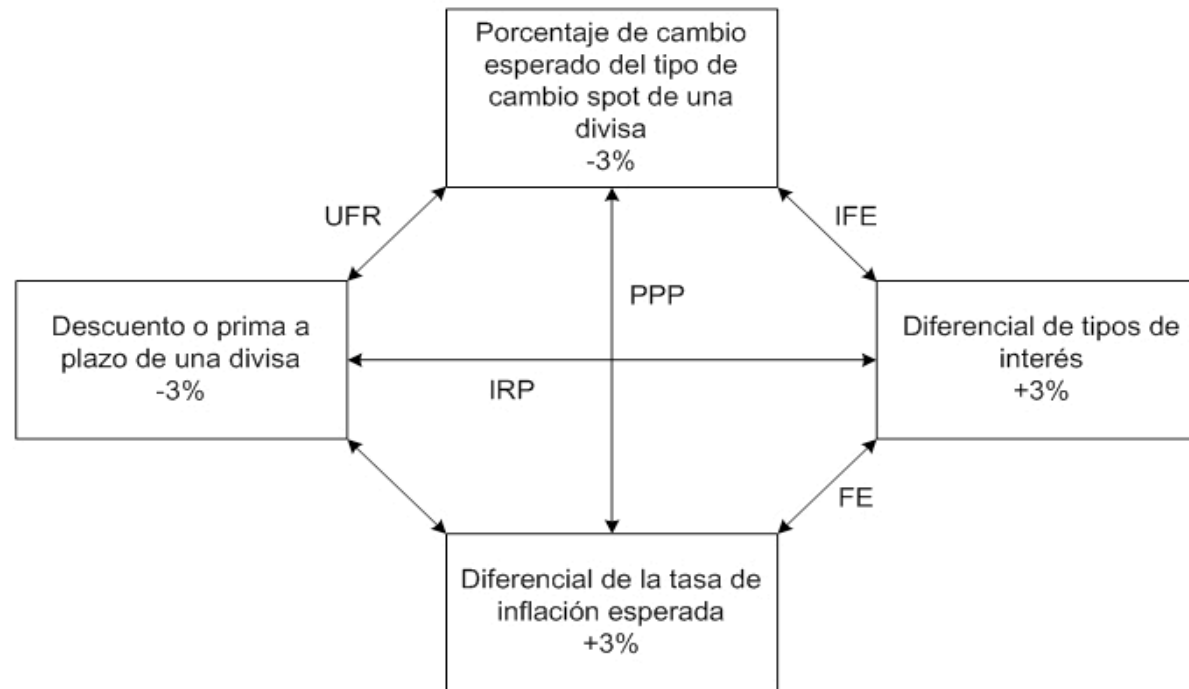 Porcentaje de cambio
esperado del tipo de
cambio spot de una
divisa
-3%
UFR
IFE
PPP
Descuento o prima a
plazo de una divisa
-3%
IRP
Diferencial de tipos de
interés
+3%
FE
Diferencial de la tasa de
inflación esperada
+3%